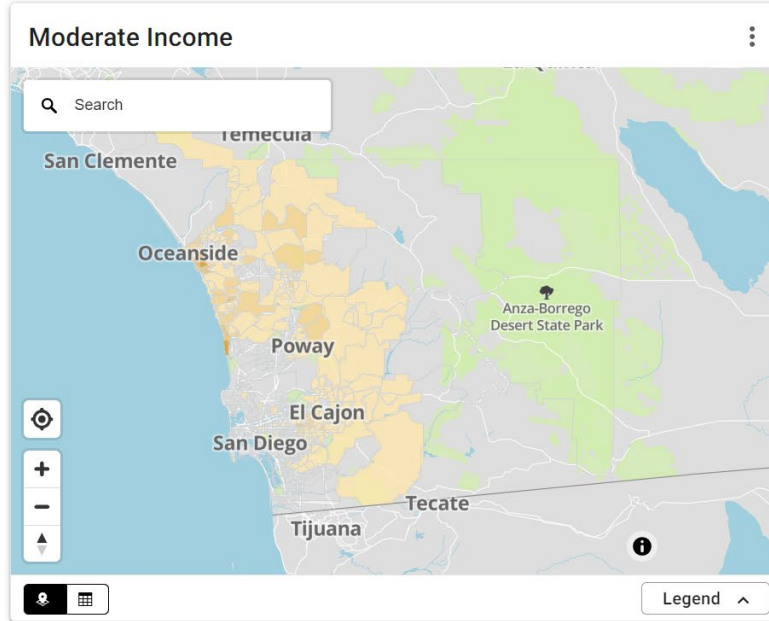 Moderate Income
Search
Temecula
San Clemente
Oceanside
Anza-Borrego
Desert State Park
Poway
El Cajon
San Diego
Tecate
Tijuana
Legend